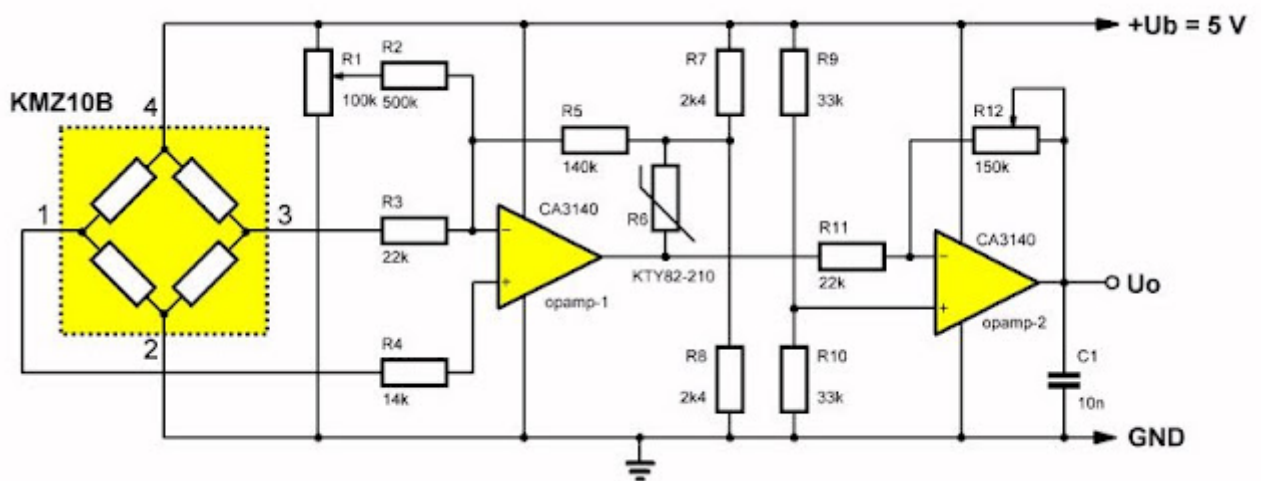 +Ub = 5 V
KMZ10B
4
1
3
2
R1
100k
R2
500k
R3
22k
R4
14k
R5
140k
R6
KTY82-210
CA3140
opamp-1
R7
2k4
R8
2k4
R9
33k
R10
33k
R11
22k
R12
150k
CA3140
opamp-2
Uo
C1
10n
GND
−
+
−
+